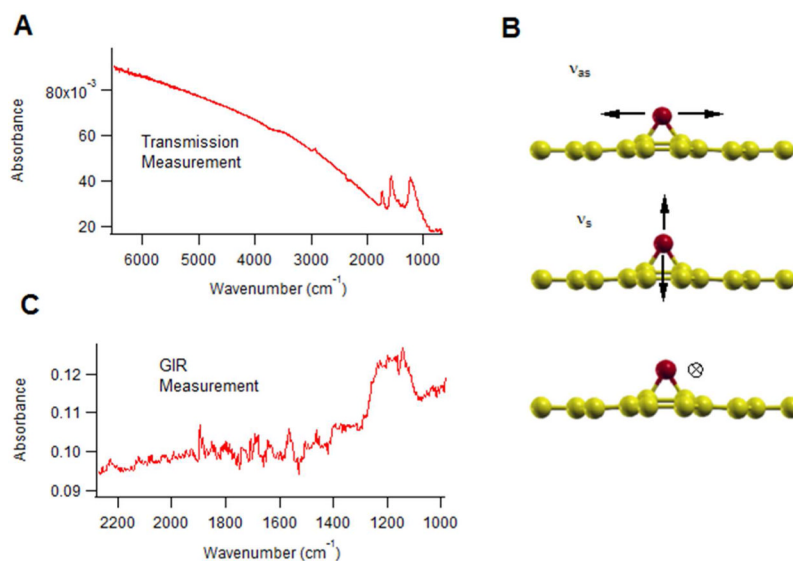 A
80x10⁻³
60
40
20
Absorbance
Transmission
Measurement
6000
5000
4000
3000
2000
1000
Wavenumber (cm⁻¹)
B
νas
νs
C
0.12
0.11
0.10
0.09
Absorbance
GIR
Measurement
2200
2000
1800
1600
1400
1200
1000
Wavenumber (cm⁻¹)